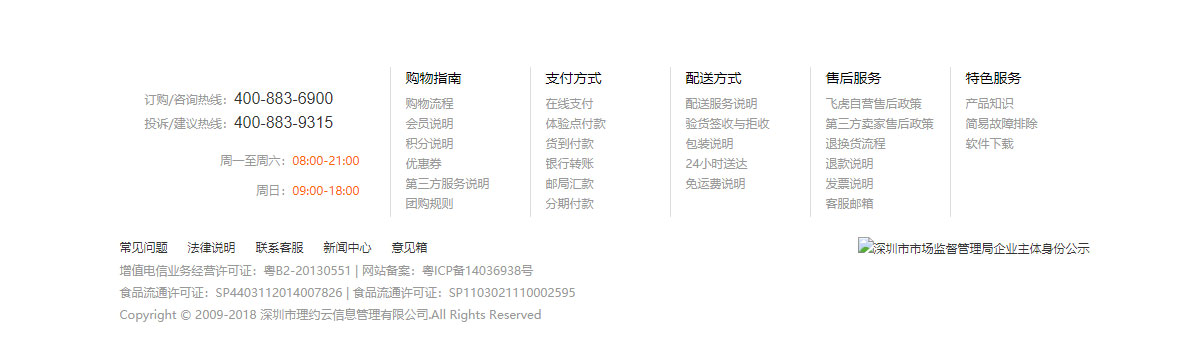 订购/咨询热线：400-883-6900
投诉/建议热线：400-883-9315
周一至周六：08:00-21:00
周日：09:00-18:00
购物指南
购物流程
会员说明
积分说明
优惠券
第三方服务说明
团购规则
支付方式
在线支付
体验点付款
货到付款
银行转账
邮局汇款
分期付款
配送方式
配送服务说明
验货签收与拒收
包装说明
24小时送达
免运费说明
售后服务
飞虎自营售后政策
第三方卖家售后政策
退换货流程
退款说明
发票说明
客服邮箱
特色服务
产品知识
简易故障排除
软件下载
常见问题 法律说明 联系客服 新闻中心 意见箱
深圳市市场监督管理局企业主体身份公示
增值电信业务经营许可证：粤B2-20130551 | 网站备案：粤ICP备14036938号
食品流通许可证：SP4403112014007826 | 食品流通许可证：SP1103021110002595
Copyright © 2009-2018 深圳市理约云信息管理有限公司.All Rights Reserved